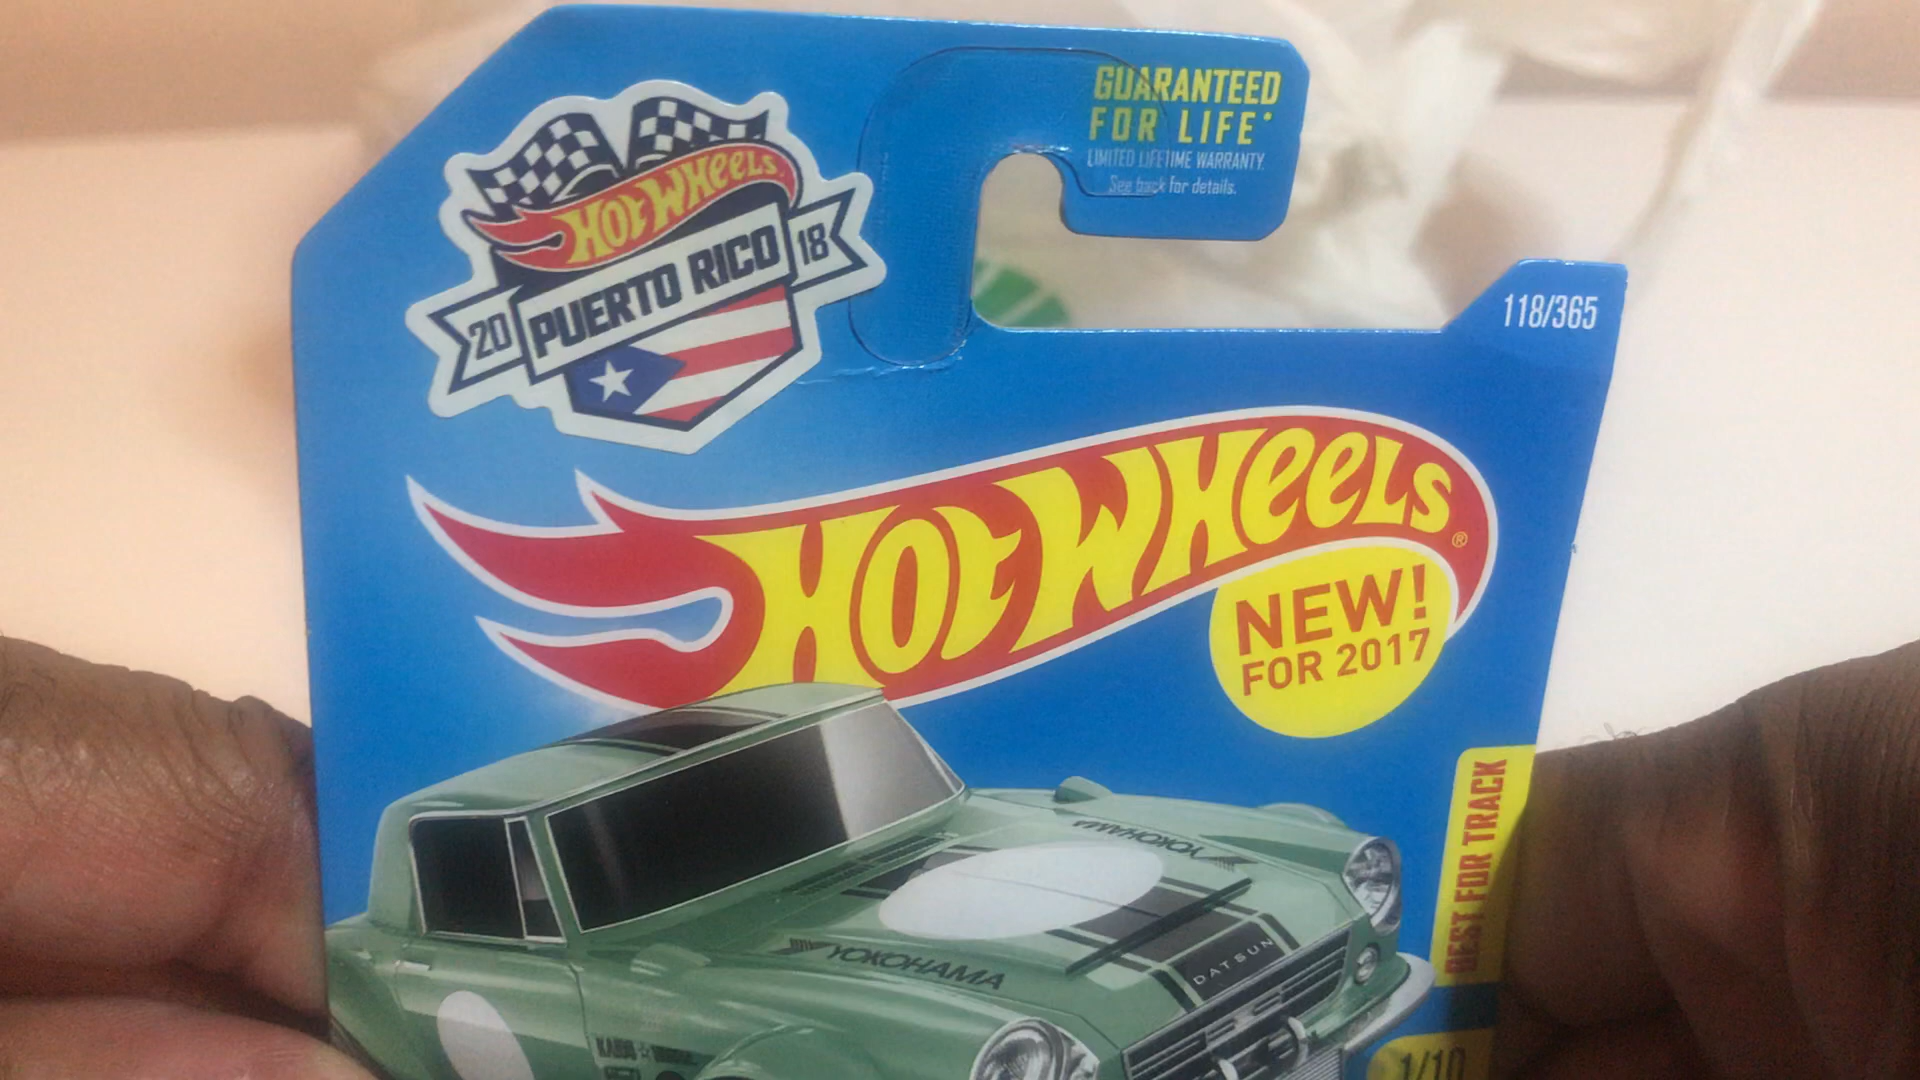 GUARANTEED
FOR LIFE*
LIMITED LIFETIME WARRANTY.
See back for details.
HOT WHEELS
20 PUERTO RICO 18
118/365
HOT WHEELS®
NEW!
FOR 2017
BEST FOR TRACK
YOKOHAMA
YOKOHAMA
DATSUN
1/10